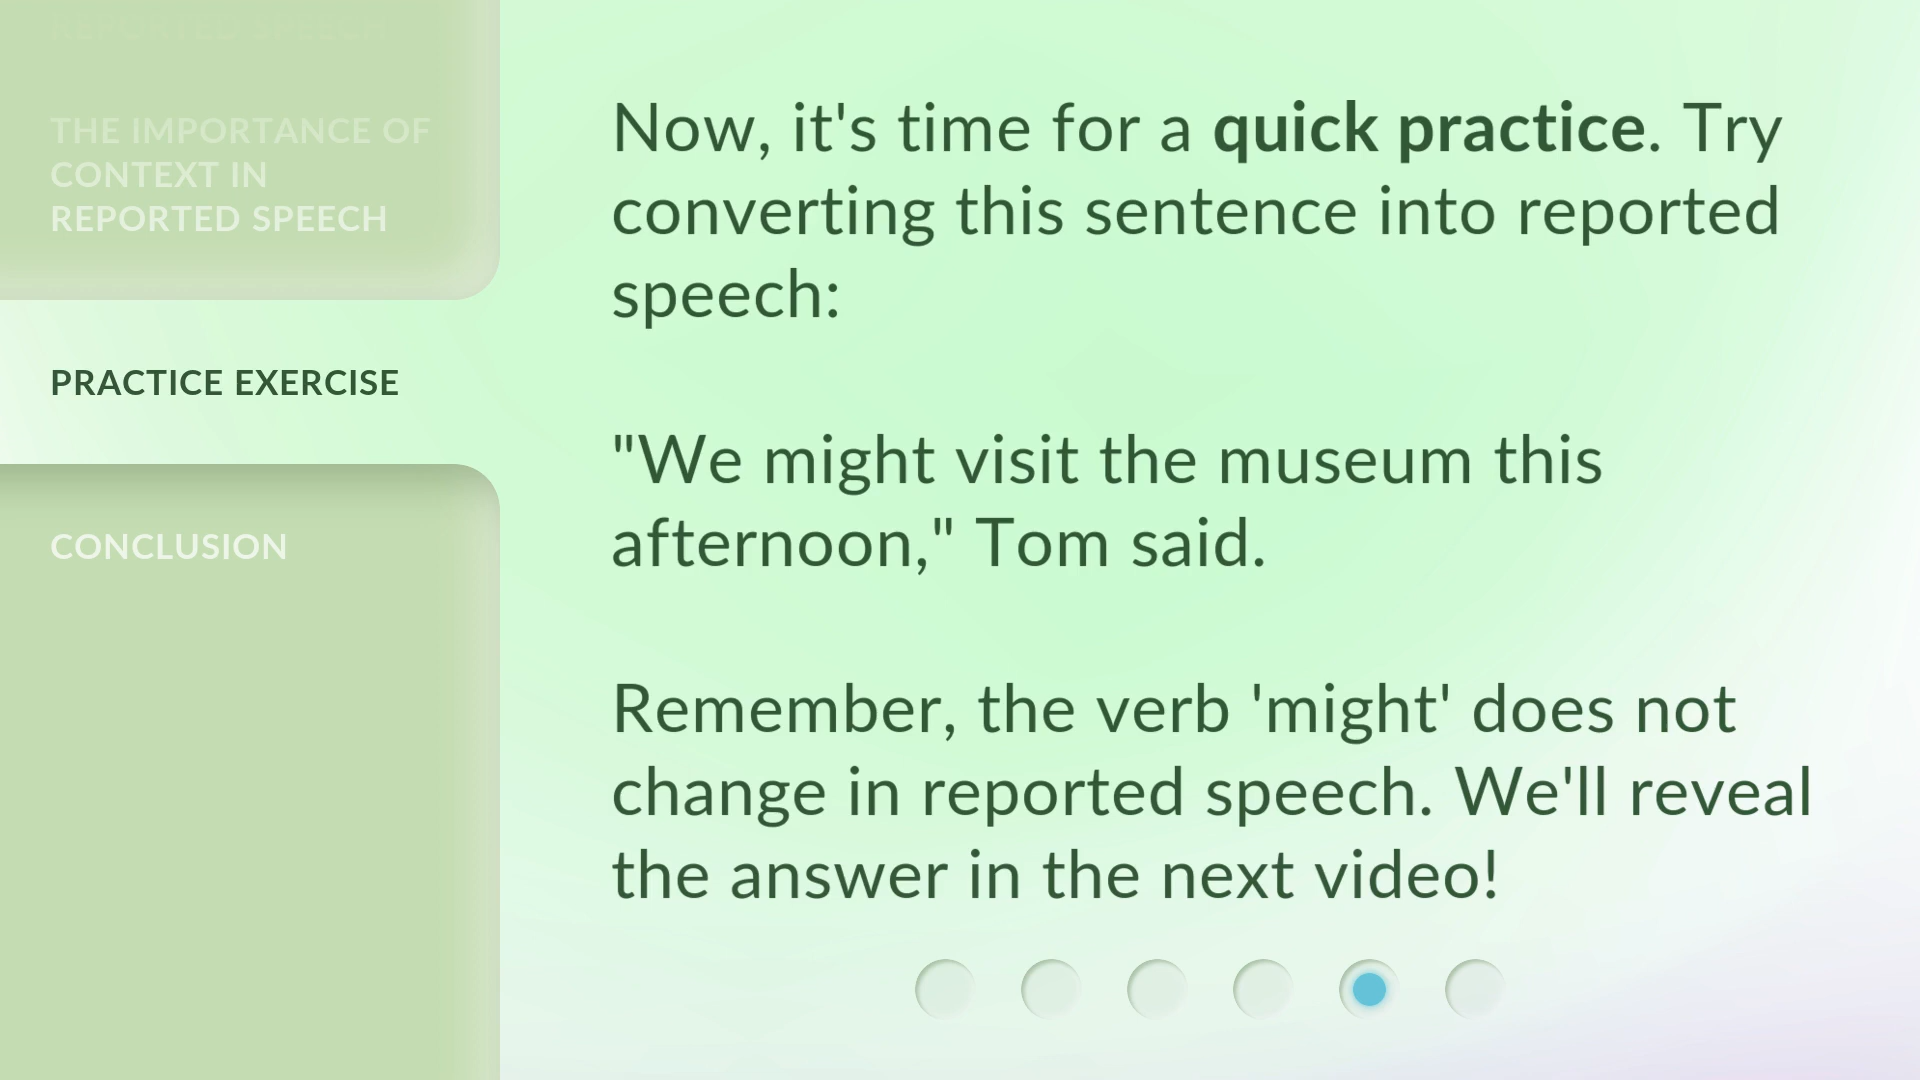 REPORTED SPEECH
THE IMPORTANCE OF
CONTEXT IN
REPORTED SPEECH
PRACTICE EXERCISE
CONCLUSION
Now, it's time for a quick practice. Try
converting this sentence into reported
speech:
"We might visit the museum this
afternoon," Tom said.
Remember, the verb 'might' does not
change in reported speech. We'll reveal
the answer in the next video!